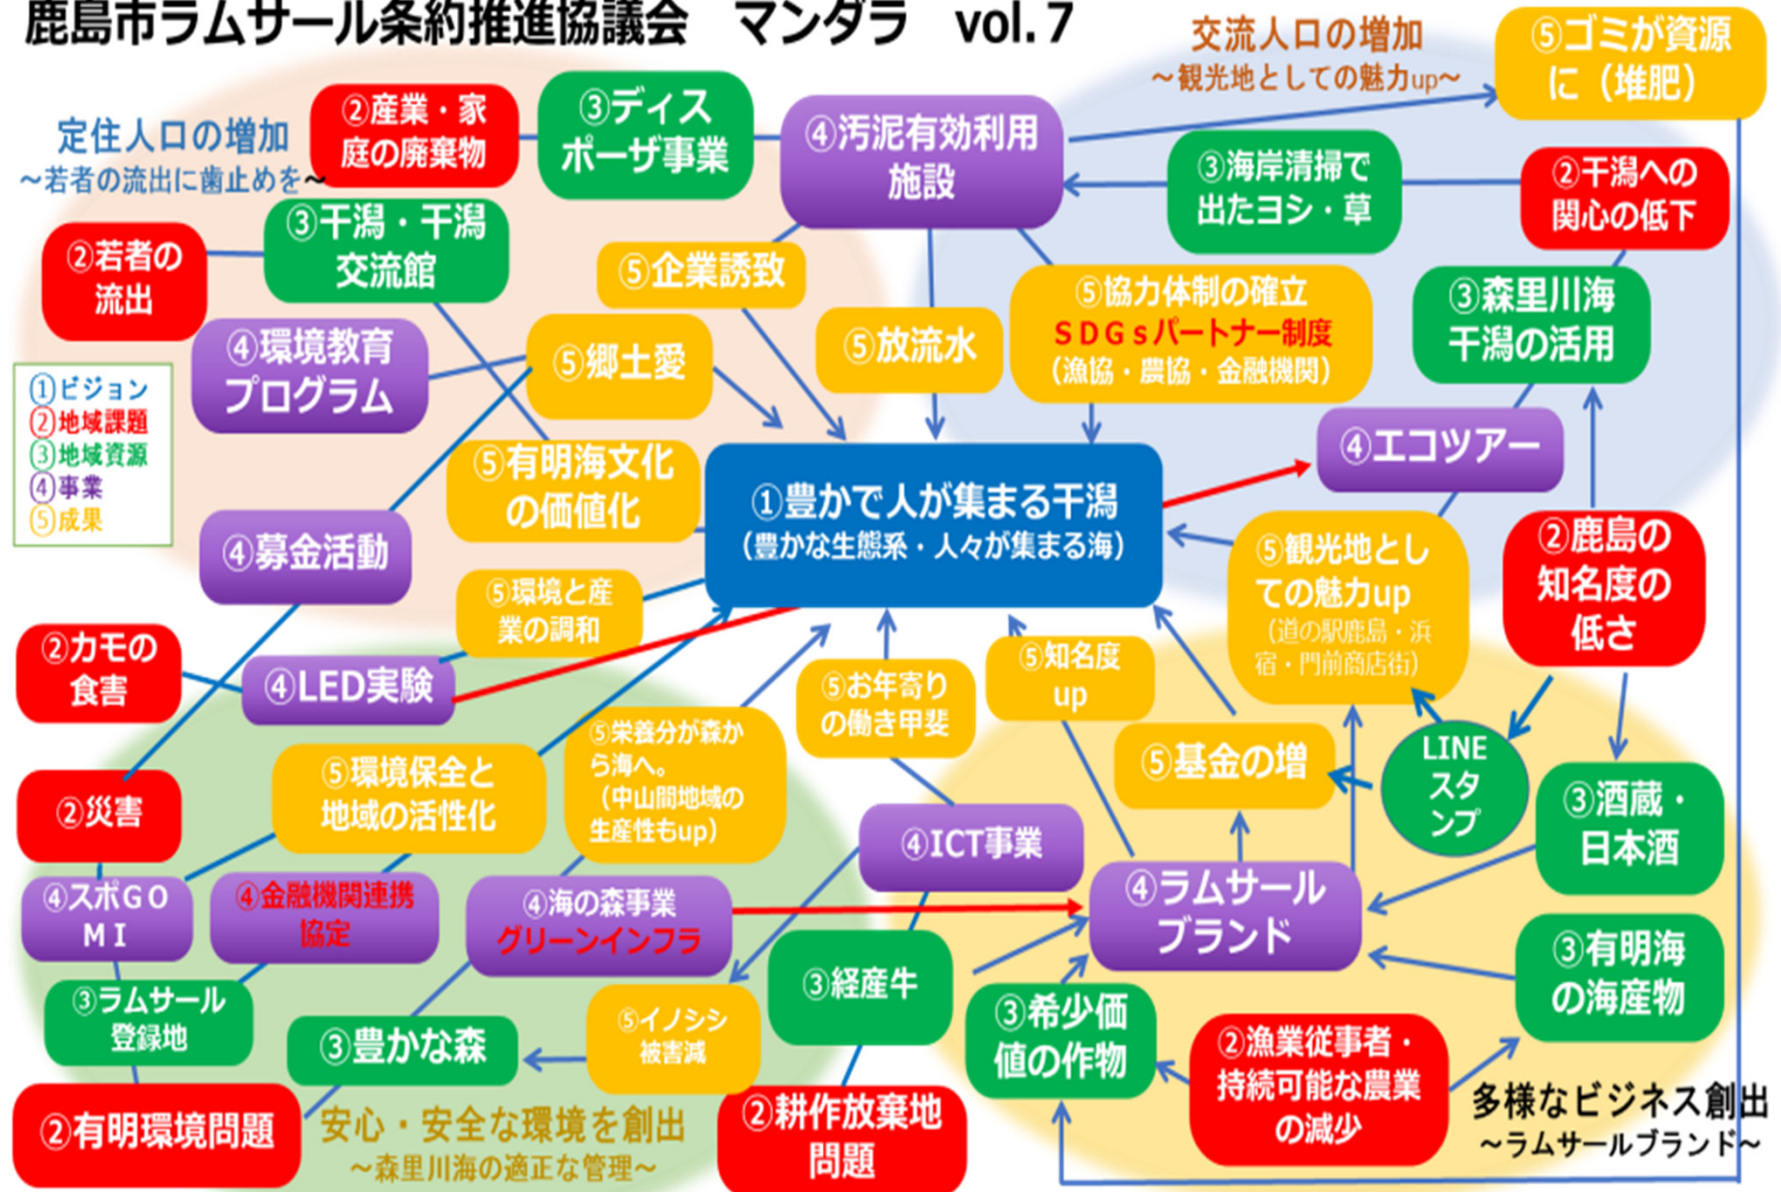 鹿島市ラムサール条約推進協議会　マンダラ　vol.7
定住人口の増加
～若者の流出に歯止めを～
②産業・家
庭の廃棄物
③ディス
ポーザ事業
④汚泥有効利用
施設
交流人口の増加
～観光地としての魅力up～
⑤ゴミが資源
に（堆肥）
③海岸清掃で
出たヨシ・草
②干潟への
関心の低下
②若者の
流出
③干潟・干潟
交流館
⑤企業誘致
⑤放流水
⑤協力体制の確立
ＳＤＧｓパートナー制度
（漁協・農協・金融機関）
③森里川海
干潟の活用
④環境教育
プログラム
⑤郷土愛
①ビジョン
②地域課題
③地域資源
④事業
⑤成果
⑤有明海文化
の価値化
①豊かで人が集まる干潟
（豊かな生態系・人々が集まる海）
④エコツアー
④募金活動
⑤環境と産
業の調和
⑤観光地とし
ての魅力up
（道の駅鹿島・浜
宿・門前商店街）
②鹿島の
知名度の
低さ
②カモの
食害
④LED実験
⑤お年寄り
の働き甲斐
⑤知名度
up
⑤環境保全と
地域の活性化
⑤栄養分が森か
ら海へ。
（中山間地域の
生産性もup）
⑤基金の増
LINE
スタ
ンプ
②災害
④ICT事業
③酒蔵・
日本酒
④スポＧＯ
ＭＩ
④金融機関連携
協定
④海の森事業
グリーンインフラ
④ラムサール
ブランド
③ラムサール
登録地
③豊かな森
⑤イノシシ
被害減
③経産牛
③希少価
値の作物
③有明海
の海産物
②有明環境問題
安心・安全な環境を創出
～森里川海の適正な管理～
②耕作放棄地
問題
②漁業従事者・
持続可能な農業
の減少
多様なビジネス創出
～ラムサールブランド～